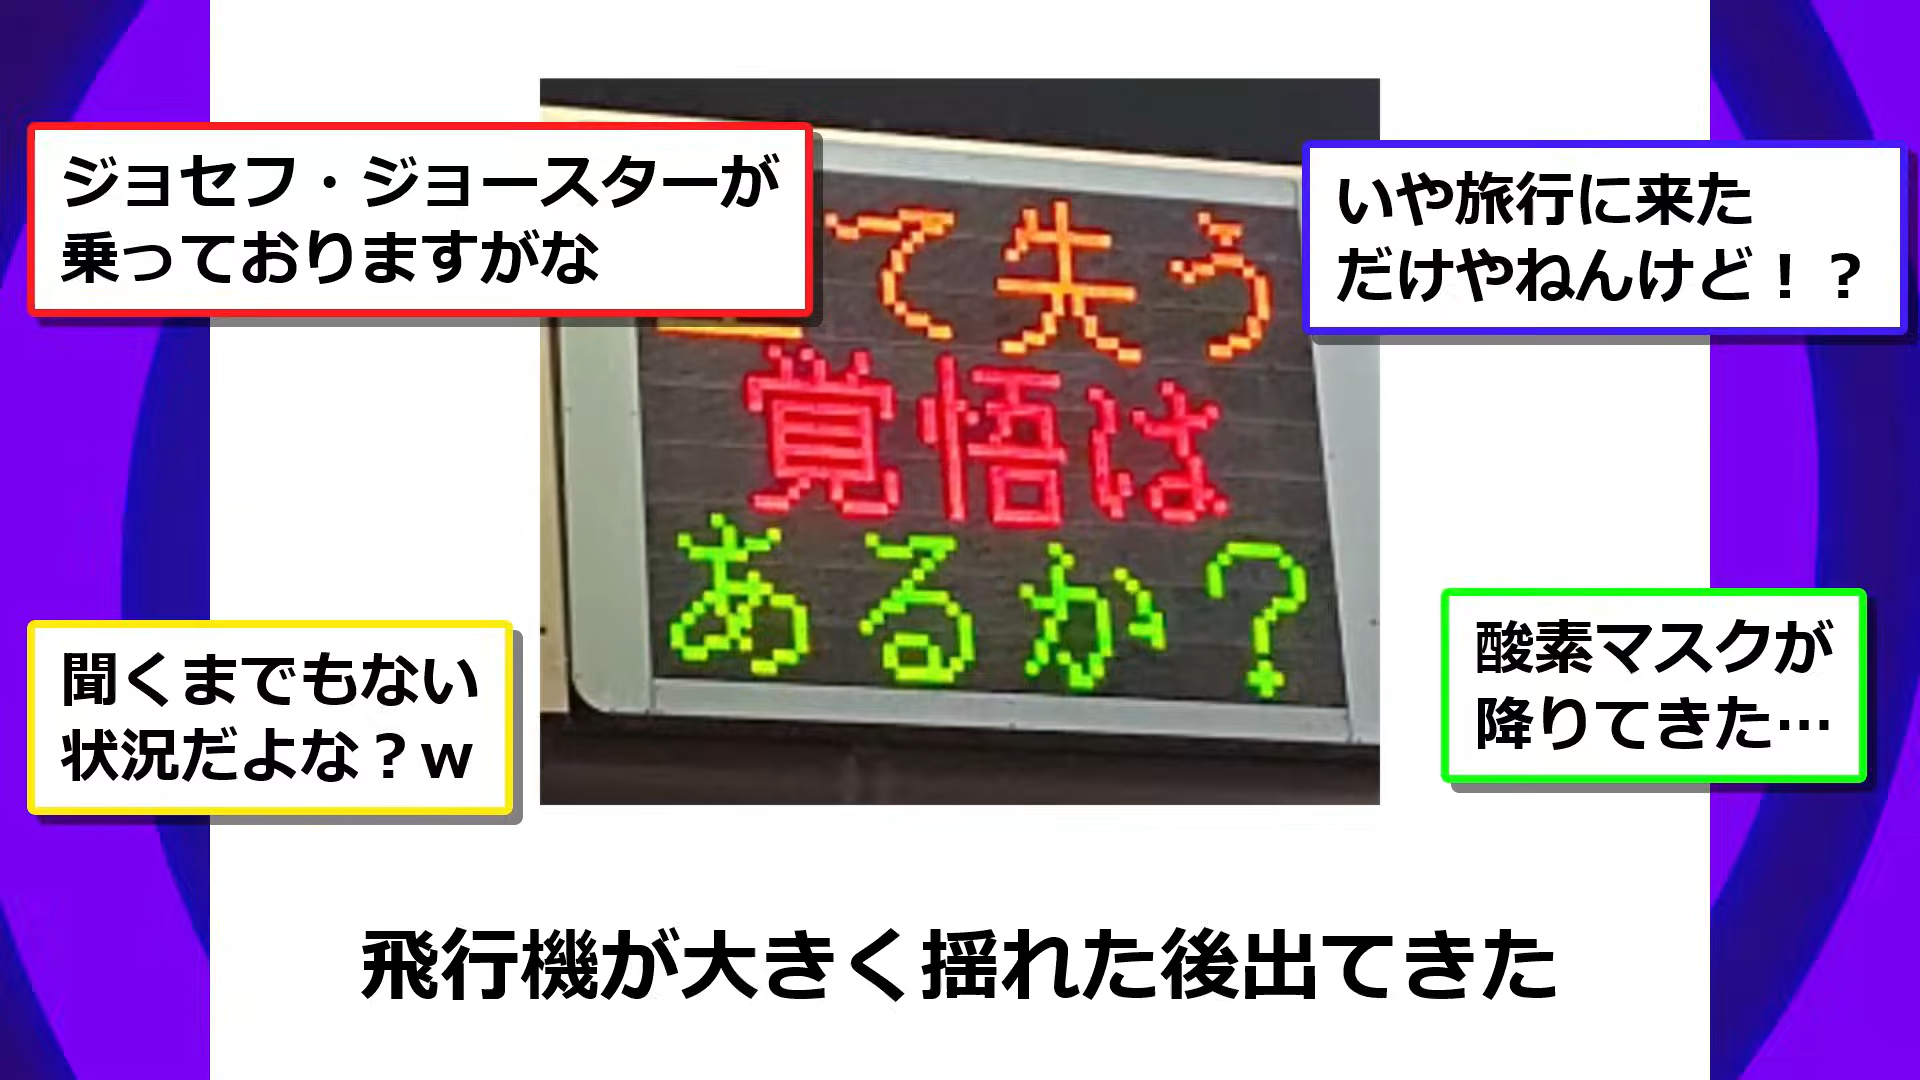 ジョセフ・ジョースターが
乗っておりますがな
いや旅行に来た
だけやねんけど！？
て失う
覚悟は
あるか？
聞くまでもない
状況だよな？w
酸素マスクが
降りてきた…
飛行機が大きく揺れた後出てきた